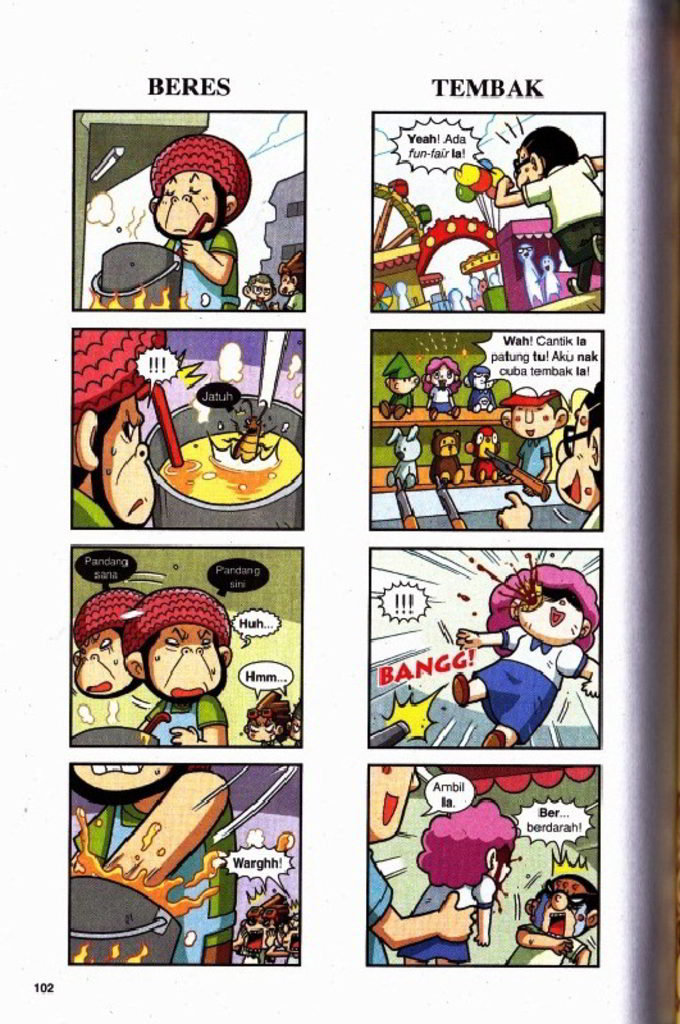 BERES
!!!
Jatuh
Pandang
sana
Pandang
sini
Huh...
Hmm...
Warghh!
TEMBAK
Yeah! Ada
fun-fair la!
Wah! Cantik la
patung tu! Aku nak
cuba tembak la!
!!!
BANGG!
Ambil
la.
Ber...
berdarah!
102